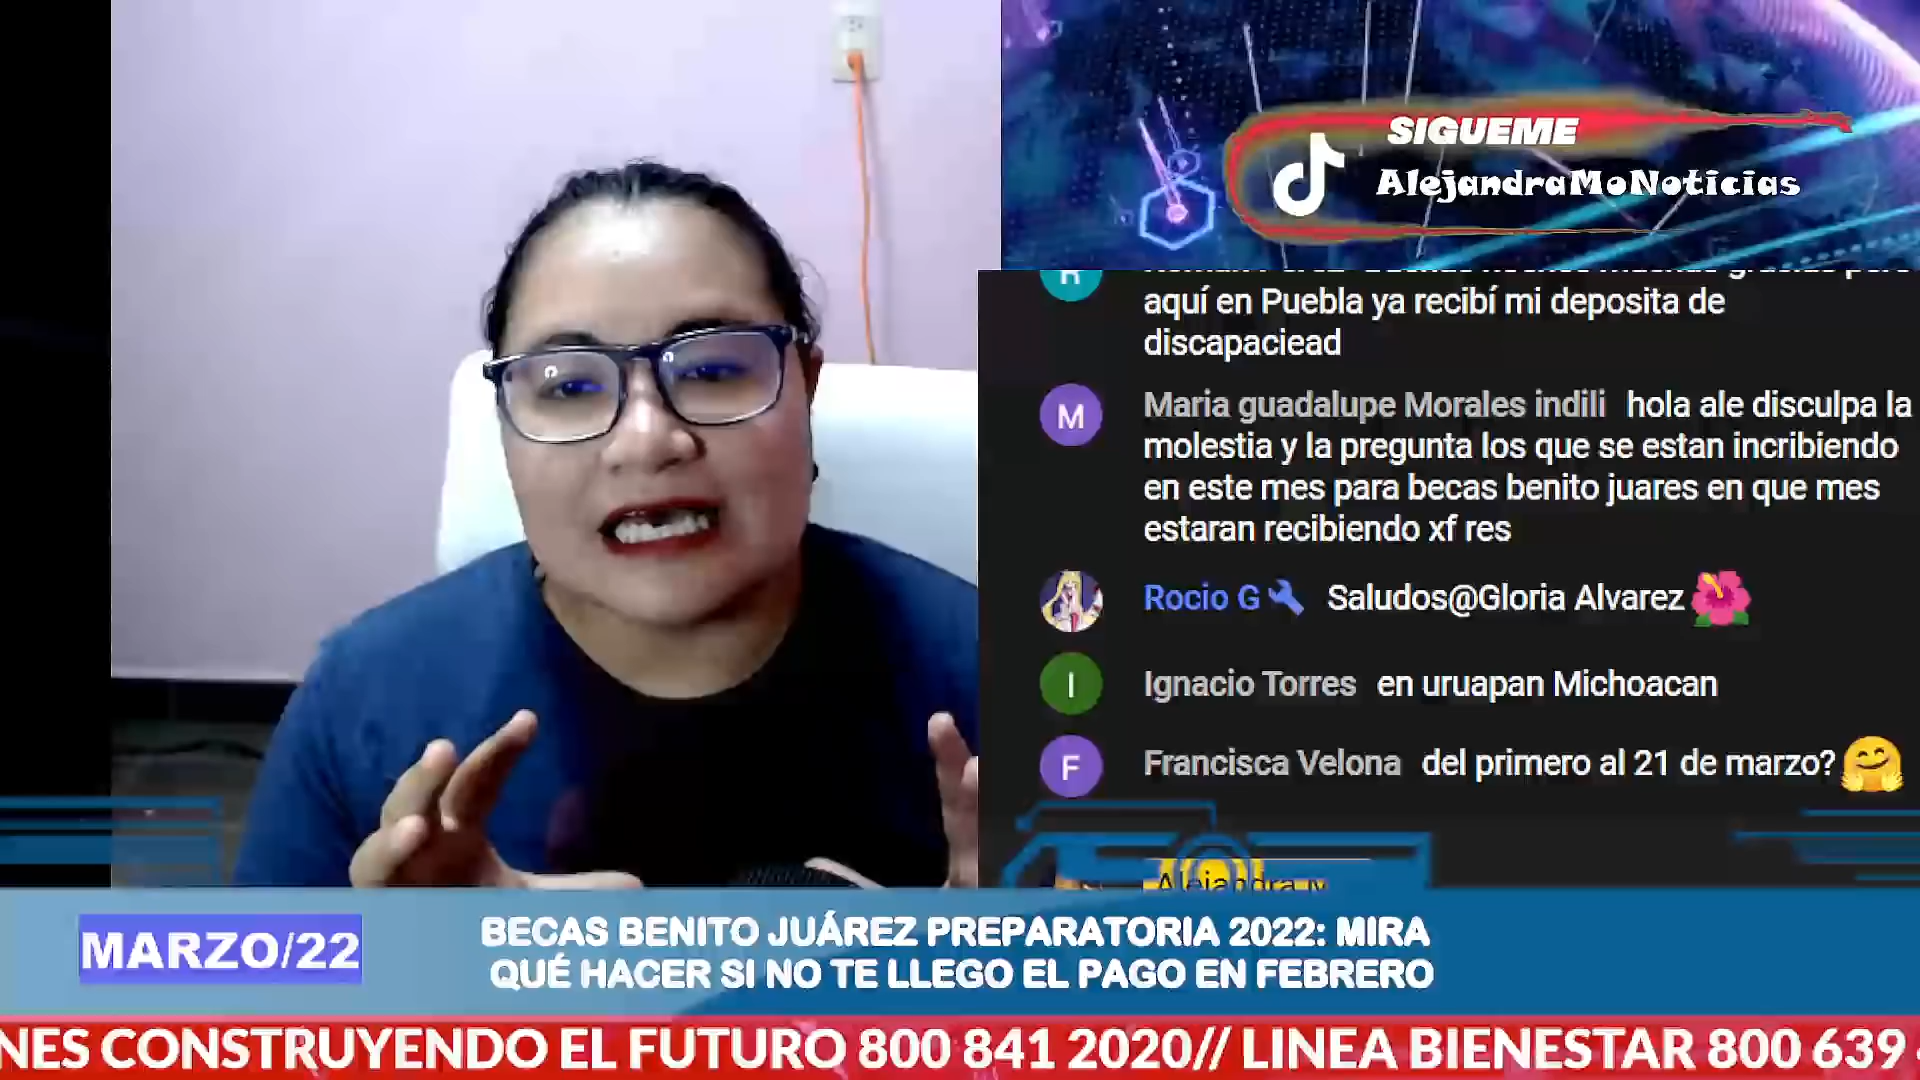 SIGUEME
AlejandraMoNoticias
R
aquí en Puebla ya recibí mi deposita de
discapaciead
M
Maria guadalupe Morales indili hola ale disculpa la
molestia y la pregunta los que se estan incribiendo
en este mes para becas benito juares en que mes
estaran recibiendo xf res
Rocio G Saludos@Gloria Alvarez
I
Ignacio Torres en uruapan Michoacan
F
Francisca Velona del primero al 21 de marzo?
Alejandra
MARZO/22
BECAS BENITO JUÁREZ PREPARATORIA 2022: MIRA
QUÉ HACER SI NO TE LLEGO EL PAGO EN FEBRERO
NES CONSTRUYENDO EL FUTURO 800 841 2020// LINEA BIENESTAR 800 639